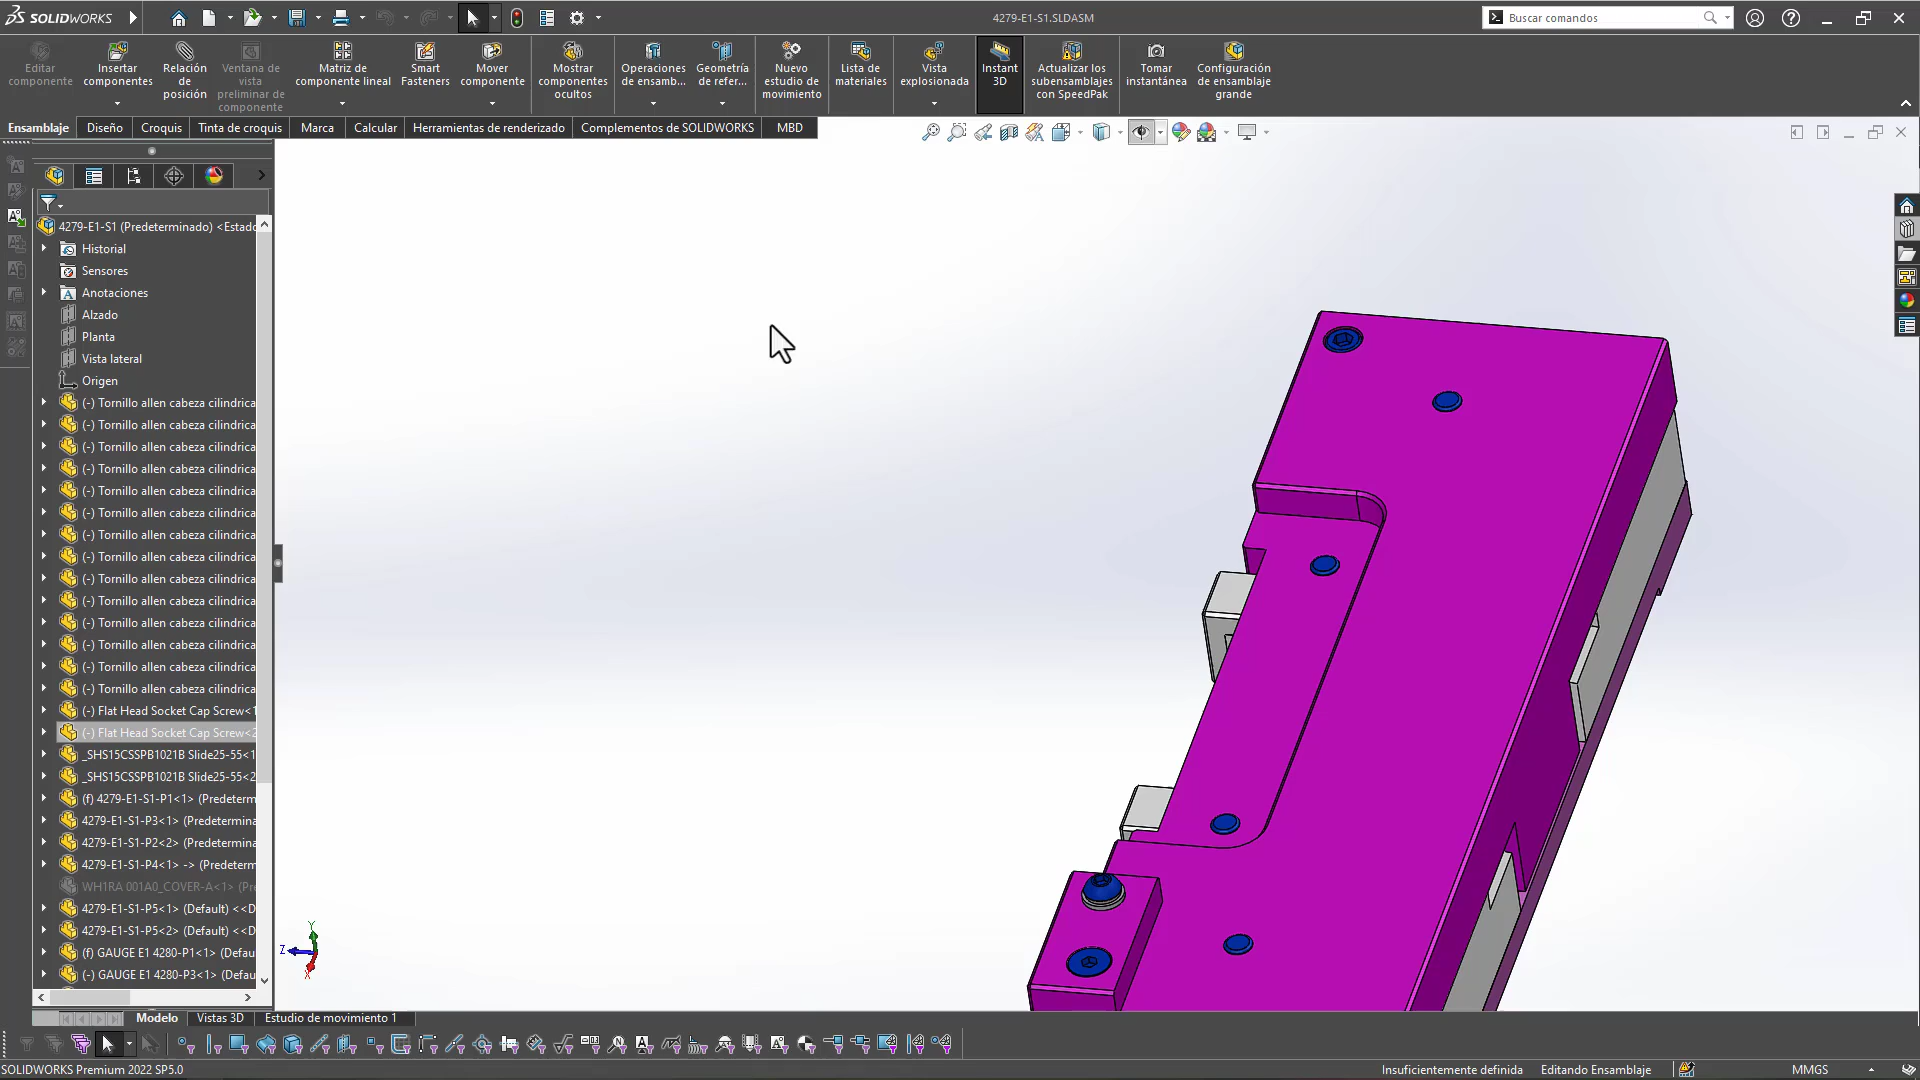 SOLIDWORKS
4279-E1-S1.SLDASM
Buscar comandos
Editar componente
Insertar componentes
Relación de posición
Ventana de vista preliminar de componente
Matriz de componente lineal
Smart Fasteners
Mover componente
Mostrar componentes ocultos
Operaciones de ensamb...
Geometría de refer...
Nuevo estudio de movimiento
Lista de materiales
Vista explosionada
Instant 3D
Actualizar los subensamblajes con SpeedPak
Tomar instantánea
Configuración de ensamblaje grande
Ensamblaje Diseño Croquis Tinta de croquis Marca Calcular Herramientas de renderizado Complementos de SOLIDWORKS MBD
4279-E1-S1 (Predeterminado) <Estado
Historial
Sensores
Anotaciones
Alzado
Planta
Vista lateral
Origen
(-) Tornillo allen cabeza cilindrica
(-) Tornillo allen cabeza cilindrica
(-) Tornillo allen cabeza cilindrica
(-) Tornillo allen cabeza cilindrica
(-) Tornillo allen cabeza cilindrica
(-) Tornillo allen cabeza cilindrica
(-) Tornillo allen cabeza cilindrica
(-) Tornillo allen cabeza cilindrica
(-) Tornillo allen cabeza cilindrica
(-) Tornillo allen cabeza cilindrica
(-) Tornillo allen cabeza cilindrica
(-) Tornillo allen cabeza cilindrica
(-) Tornillo allen cabeza cilindrica
(-) Tornillo allen cabeza cilindrica
(-) Flat Head Socket Cap Screw<1
(-) Flat Head Socket Cap Screw<2
_SHS15CSSPB1021B Slide25-55<1
_SHS15CSSPB1021B Slide25-55<2
(f) 4279-E1-S1-P1<1> (Predeterm
4279-E1-S1-P3<1> (Predetermina
4279-E1-S1-P2<2> (Predetermina
4279-E1-S1-P4<1> -> (Predeterm
WH1RA 001A0_COVER-A<1> (Pre
4279-E1-S1-P5<1> (Default) <<D
4279-E1-S1-P5<2> (Default) <<D
(f) GAUGE E1 4280-P1<1> (Defau
(-) GAUGE E1 4280-P3<1> (Defau
Y
Z
X
Modelo Vistas 3D Estudio de movimiento 1
SOLIDWORKS Premium 2022 SP5.0
Insuficientemente definida Editando Ensamblaje MMGS